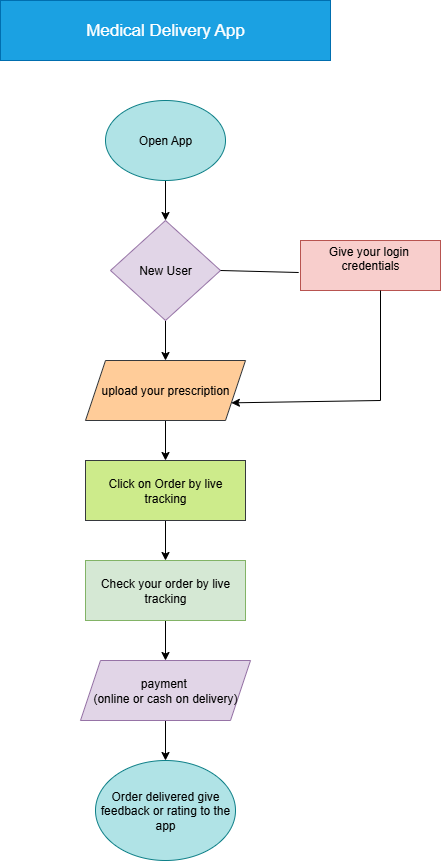 Medical Delivery App
Open App
New User
Give your login
credentials
upload your prescription
Click on Order by live
tracking
Check your order by live
tracking
payment
(online or cash on delivery)
Order delivered give
feedback or rating to the
app